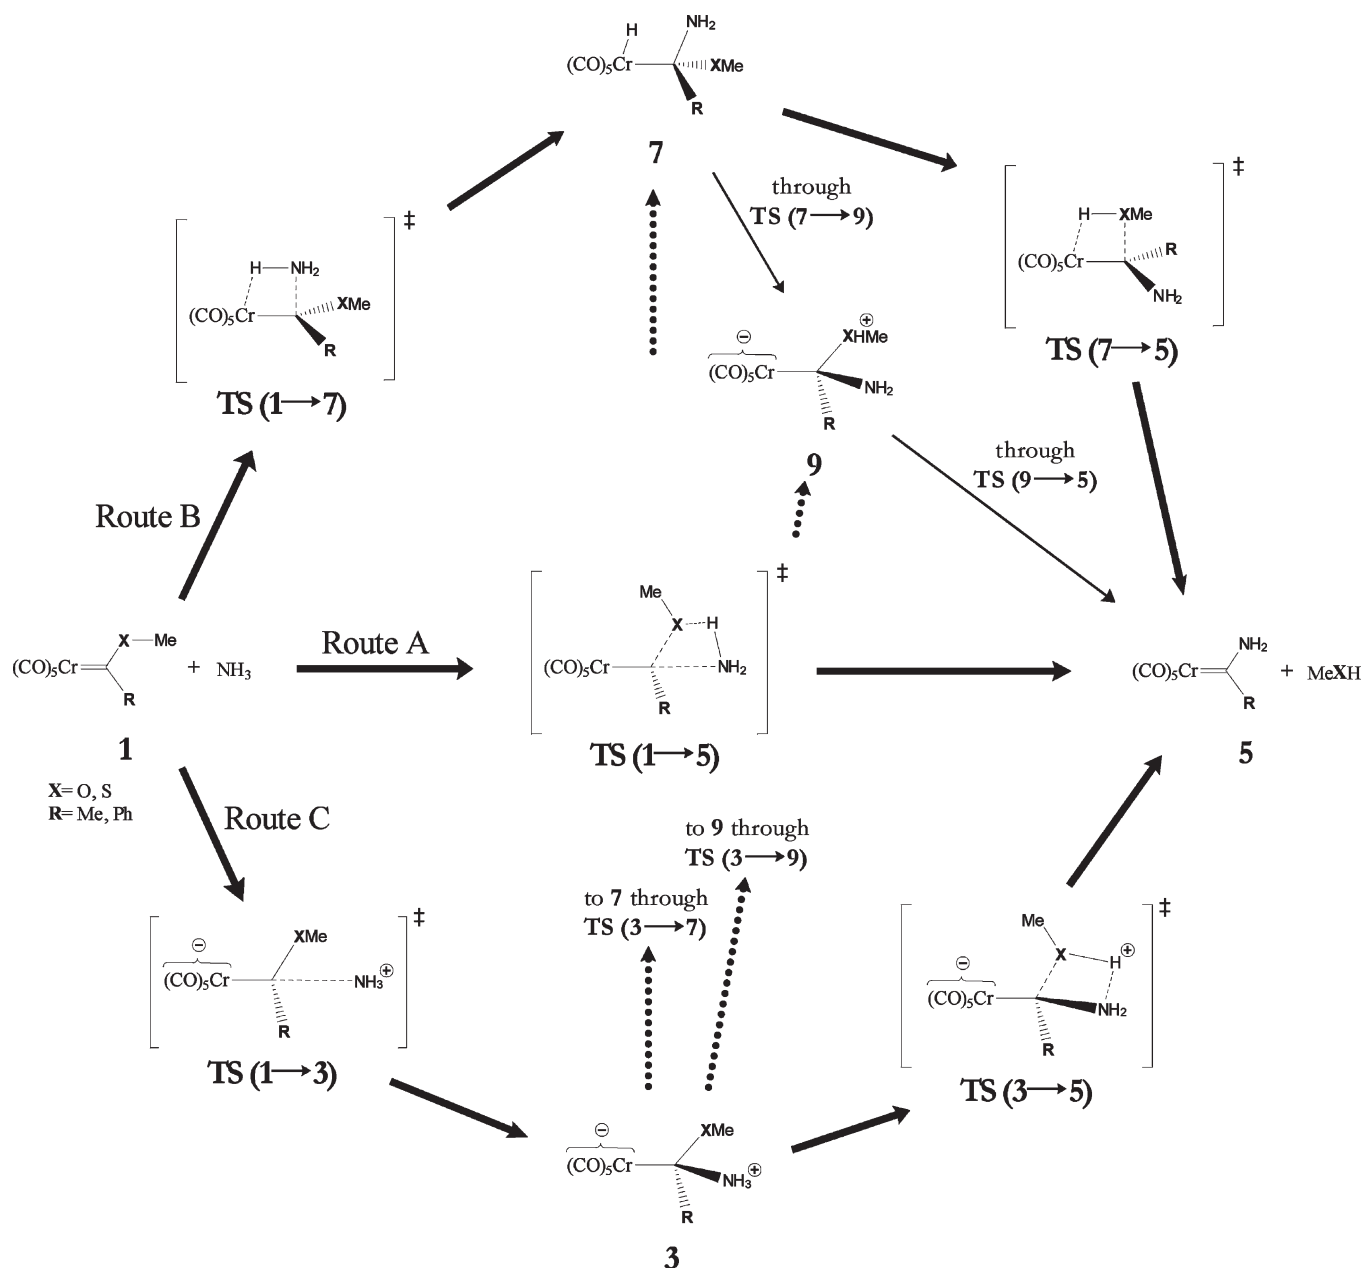 H
NH₂
(CO)₅Cr
XMe
R
7
through
TS (7⟶9)
‡
H
XMe
(CO)₅Cr
R
NH₂
TS (7⟶5)
‡
H
NH₂
(CO)₅Cr
XMe
R
TS (1⟶7)
⊖
(CO)₅Cr
⊕
XHMe
NH₂
R
9
through
TS (9⟶5)
Route B
X
Me
(CO)₅Cr
R
+ NH₃
1
X= O, S
R= Me, Ph
Route A
‡
Me
X
H
(CO)₅Cr
NH₂
R
TS (1⟶5)
NH₂
(CO)₅Cr
R
+ MeXH
5
Route C
to 9 through
TS (3⟶9)
to 7 through
TS (3⟶7)
‡
⊖
(CO)₅Cr
XMe
NH₃⊕
R
TS (1⟶3)
‡
Me
X
H⊕
⊖
(CO)₅Cr
NH₂
R
TS (3⟶5)
⊖
(CO)₅Cr
XMe
NH₃⊕
R
3